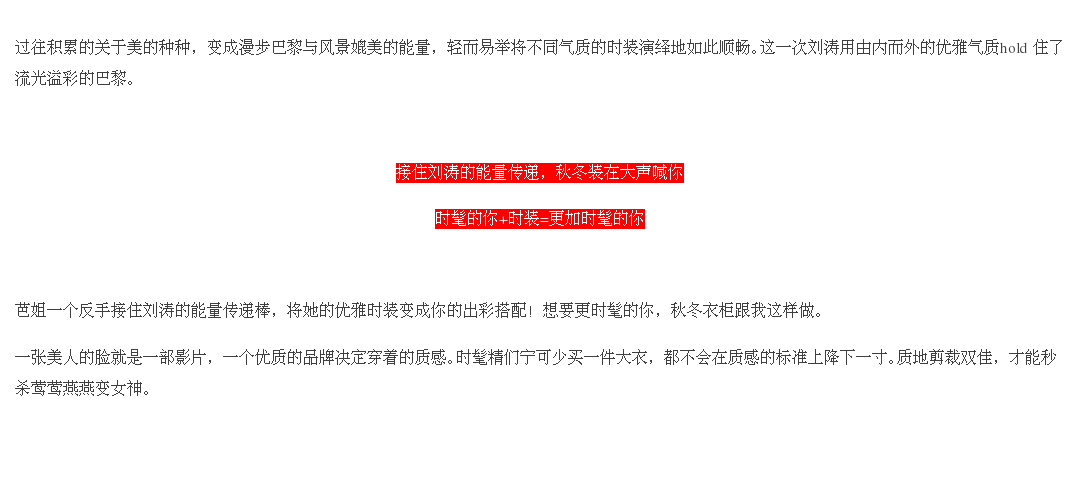 过往积累的关于美的种种，变成漫步巴黎与风景媲美的能量，轻而易举将不同气质的时装演绎地如此顺畅。这一次刘涛用由内而外的优雅气质hold 住了
流光溢彩的巴黎。
接住刘涛的能量传递，秋冬装在大声喊你
时髦的你+时装=更加时髦的你
芭姐一个反手接住刘涛的能量传递棒，将她的优雅时装变成你的出彩搭配！想要更时髦的你，秋冬衣柜跟我这样做。
一张美人的脸就是一部影片，一个优质的品牌决定穿着的质感。时髦精们宁可少买一件大衣，都不会在质感的标准上降下一寸。质地剪裁双佳，才能秒
杀莺莺燕燕变女神。